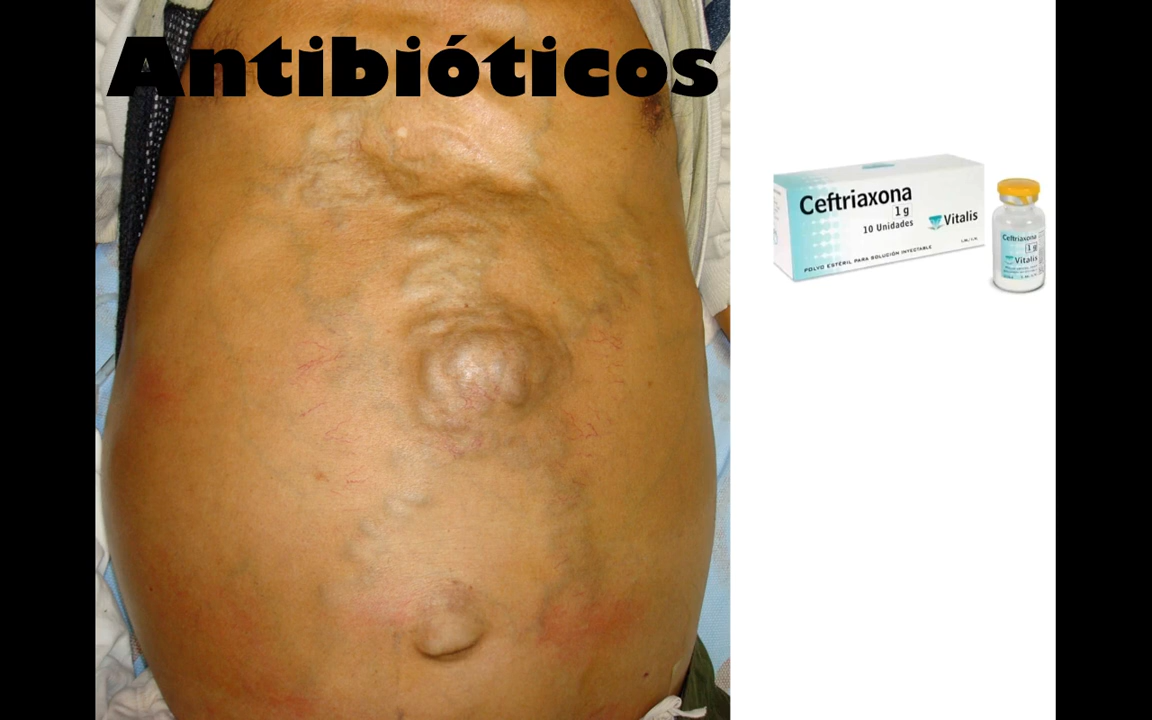 Antibióticos
Ceftriaxona
1 g
10 Unidades
Vitalis
POLVO ESTÉRIL PARA SOLUCIÓN INYECTABLE
I.M./I.V.
Ceftriaxona
1 g
Vitalis